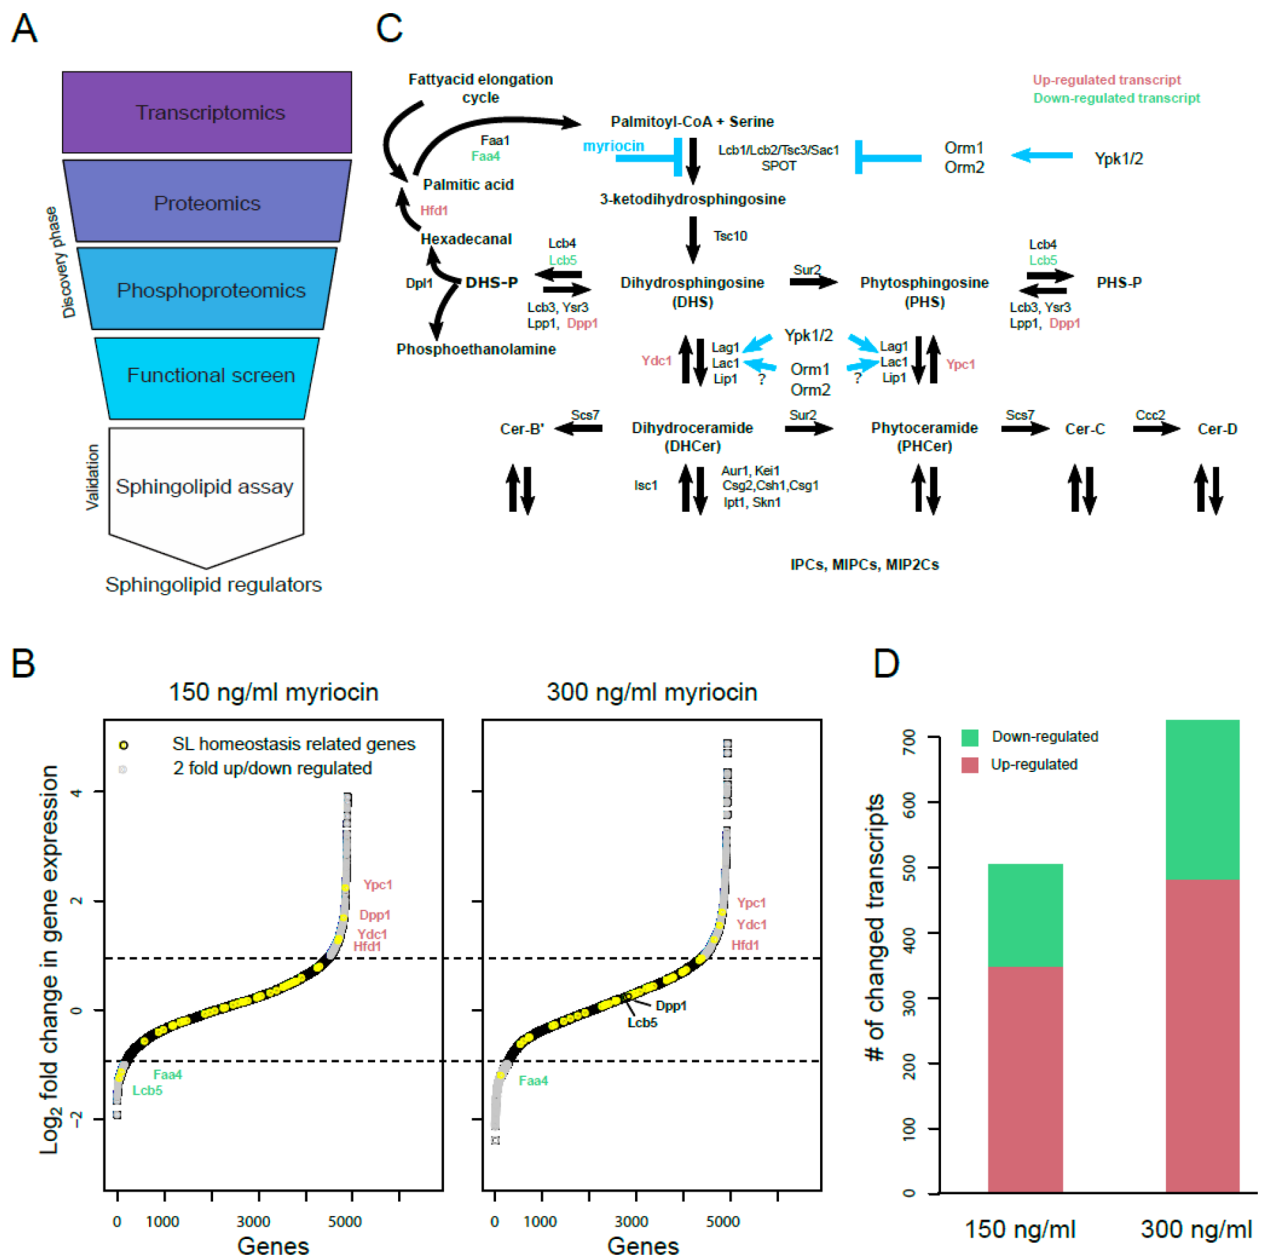 A
Transcriptomics
Proteomics
Phosphoproteomics
Functional screen
Sphingolipid assay
Sphingolipid regulators
Discovery phase
Validation
C
Fattyacid elongation
cycle
Up-regulated transcript
Down-regulated transcript
Palmitoyl-CoA + Serine
Faa1
Faa4
myriocin
Lcb1/Lcb2/Tsc3/Sac1
SPOT
Orm1
Orm2
Ypk1/2
Palmitic acid
3-ketodihydrosphingosine
Hfd1
Hexadecanal
Tsc10
Lcb4
Lcb5
Lcb4
Lcb5
Dpl1
DHS-P
Dihydrosphingosine
(DHS)
Sur2
Phytosphingosine
(PHS)
PHS-P
Lcb3, Ysr3
Lpp1, Dpp1
Lcb3, Ysr3
Lpp1, Dpp1
Phosphoethanolamine
Ypk1/2
Ydc1
Lag1
Lac1
Lip1
?
Orm1
Orm2
?
Lag1
Lac1
Lip1
Ypc1
Cer-B'
Scs7
Dihydroceramide
(DHCer)
Sur2
Phytoceramide
(PHCer)
Scs7
Cer-C
Ccc2
Cer-D
Isc1
Aur1, Kei1
Csg2,Csh1,Csg1
Ipt1, Skn1
IPCs, MIPCs, MIP2Cs
B
150 ng/ml myriocin
300 ng/ml myriocin
SL homeostasis related genes
2 fold up/down regulated
Log2 fold change in gene expression
4
2
0
−2
Ypc1
Dpp1
Ydc1
Hfd1
Faa4
Lcb5
0 1000 3000 5000
Genes
Ypc1
Ydc1
Hfd1
Dpp1
Lcb5
Faa4
0 1000 3000 5000
Genes
D
Down-regulated
Up-regulated
# of changed transcripts
700
600
500
400
300
200
100
0
150 ng/ml
300 ng/ml